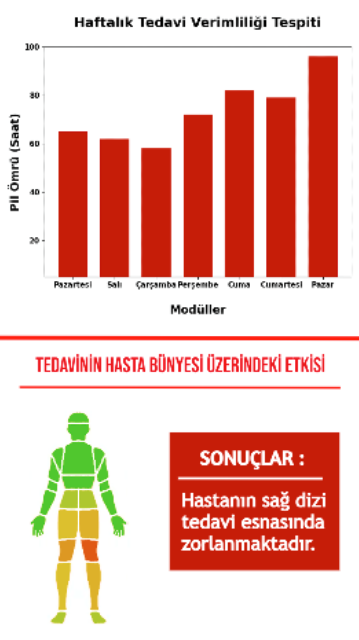 Haftalık Tedavi Verimliliği Tespiti
100
80
60
40
20
Pil Ömrü (Saat)
Pazartesi Salı Çarşamba Perşembe Cuma Cumartesi Pazar
Modüller
TEDAVİNİN HASTA BÜNYESİ ÜZERİNDEKİ ETKİSİ
SONUÇLAR :
Hastanın sağ dizi
tedavi esnasında
zorlanmaktadır.